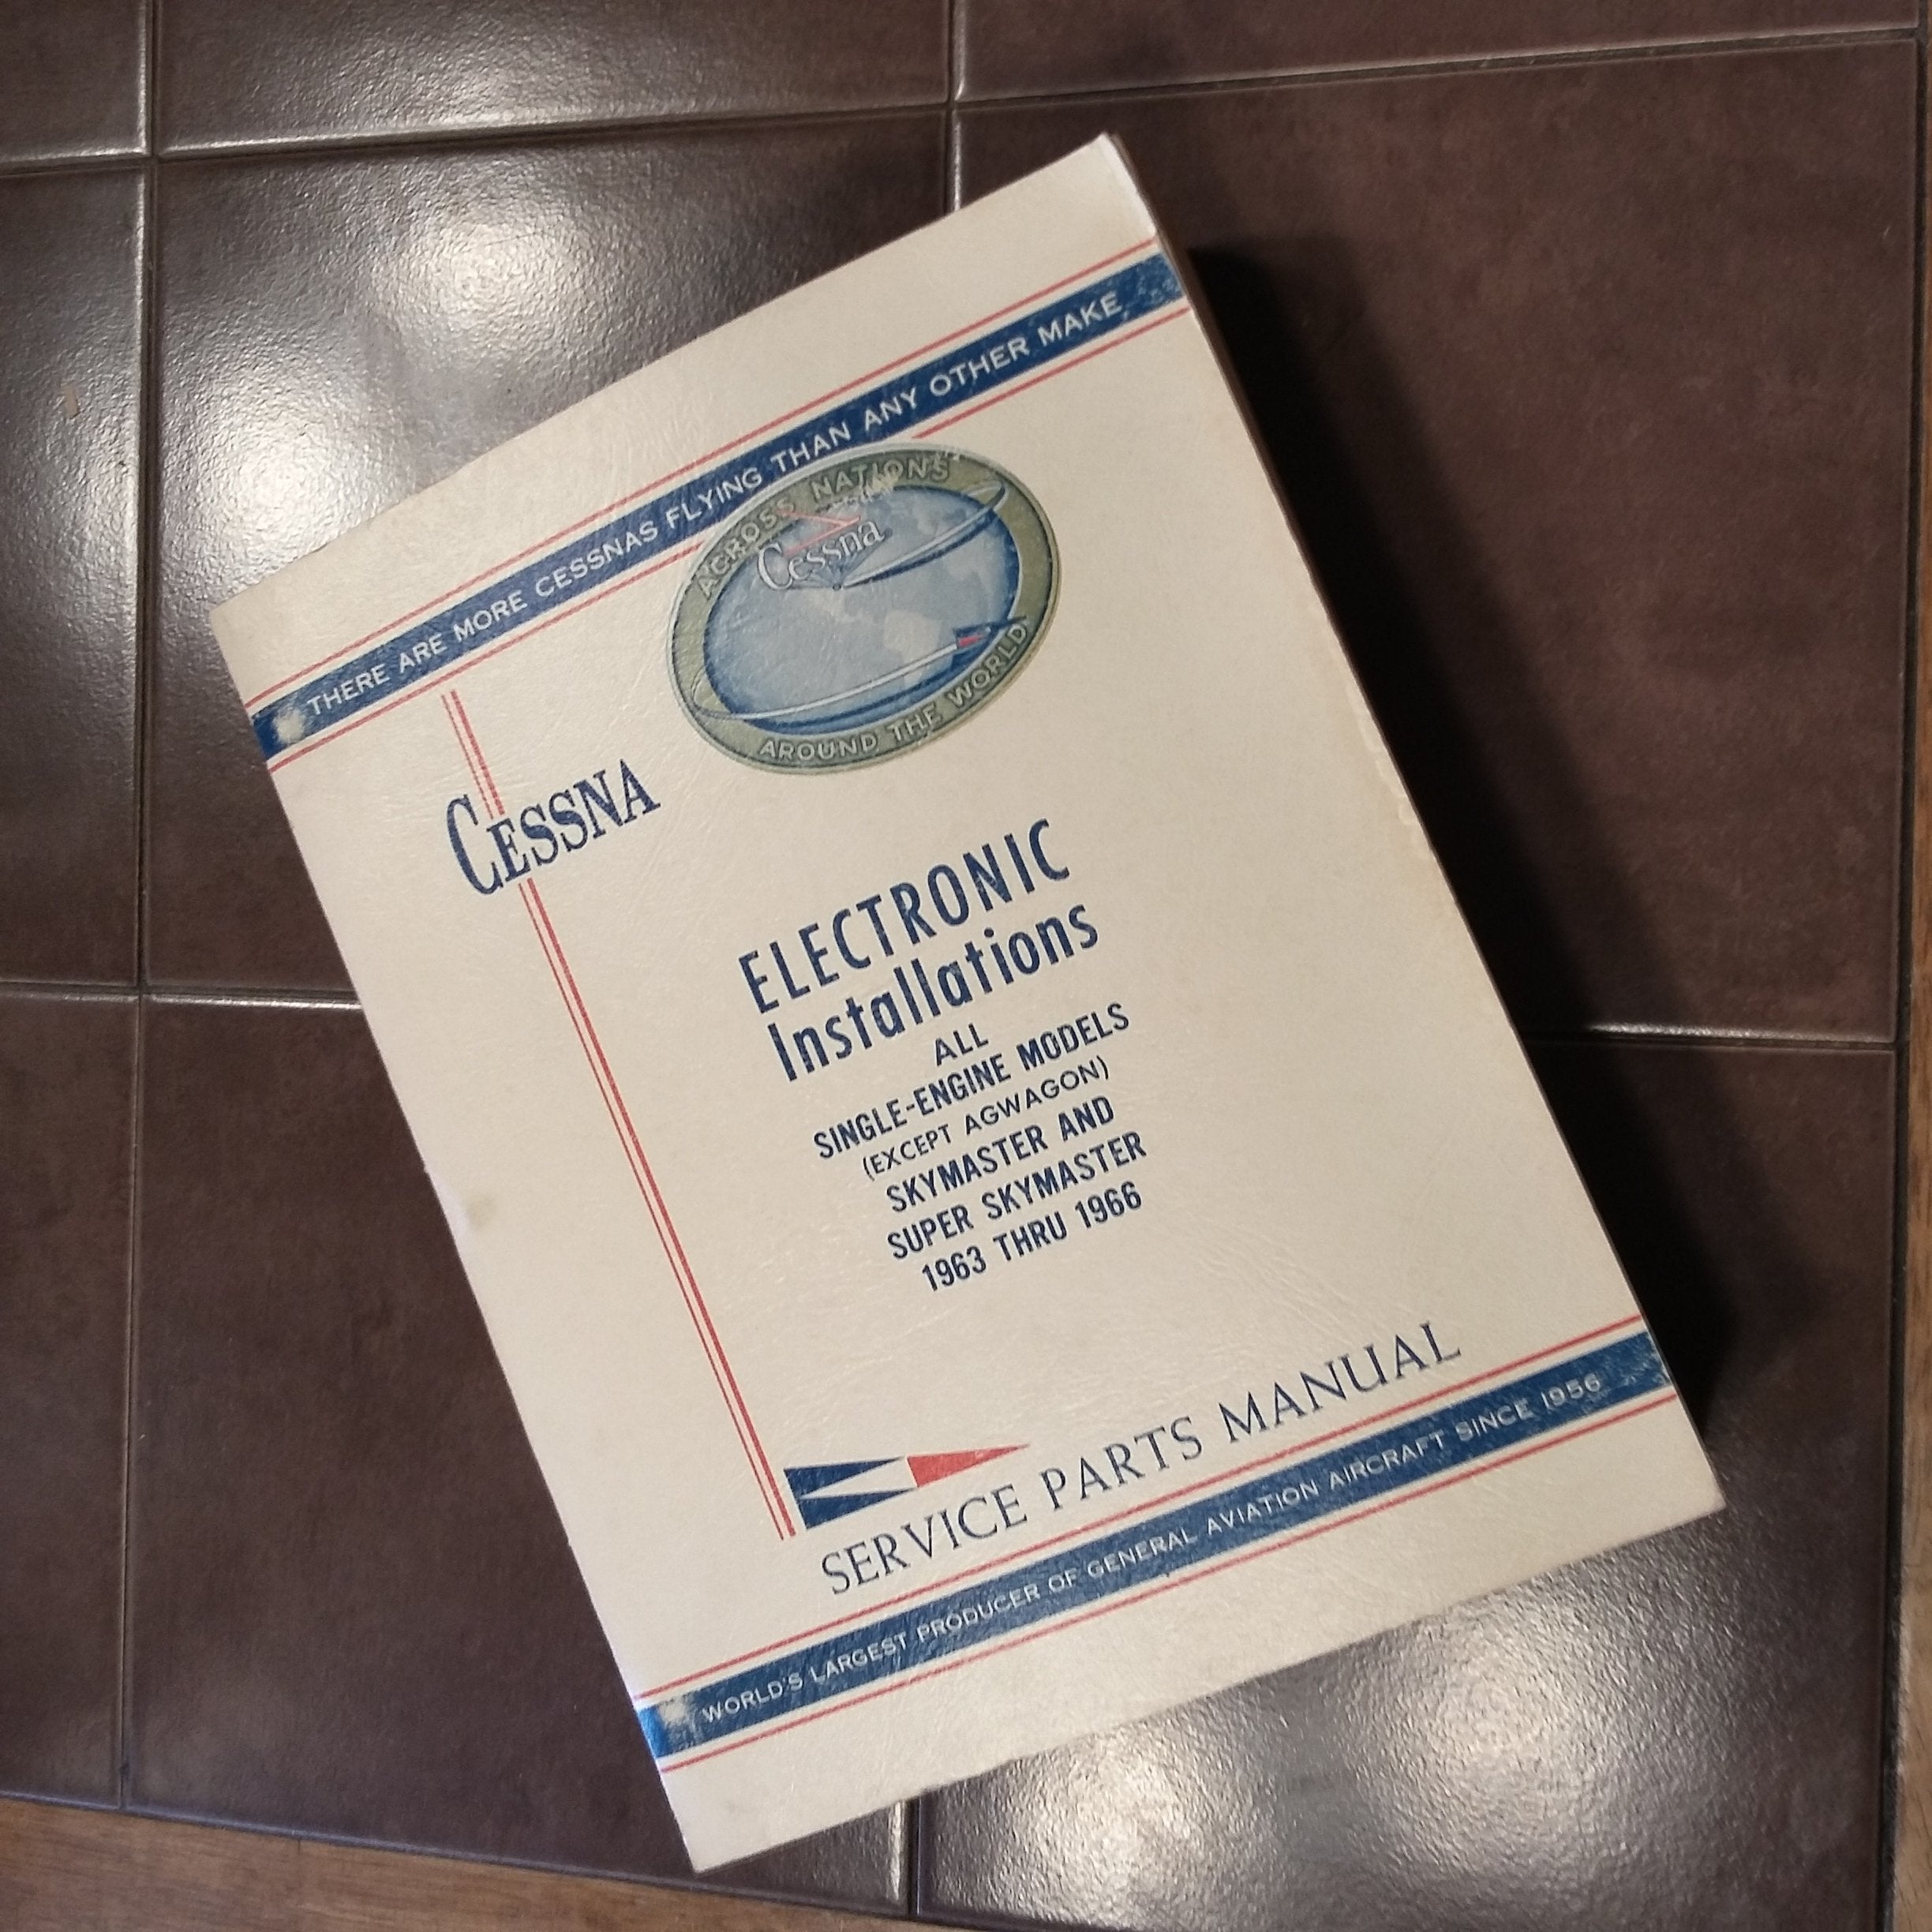 THERE ARE MORE CESSNAS FLYING THAN ANY OTHER MAKE
ACROSS NATIONS
Cessna
AROUND THE WORLD
CESSNA
ELECTRONIC
Installations
ALL
SINGLE-ENGINE MODELS
(EXCEPT AGWAGON)
SKYMASTER AND
SUPER SKYMASTER
1963 THRU 1966
SERVICE PARTS MANUAL
WORLD'S LARGEST PRODUCER OF GENERAL AVIATION AIRCRAFT SINCE 1956